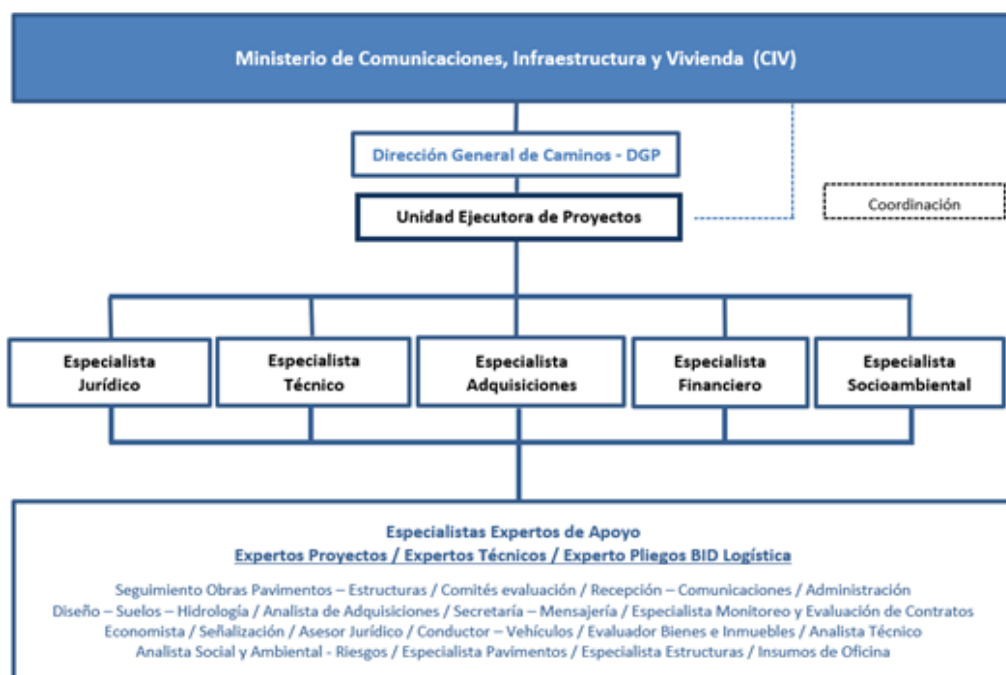 Ministerio de Comunicaciones, Infraestructura y Vivienda (CIV)
Dirección General de Caminos - DGP
Unidad Ejecutora de Proyectos
Coordinación
Especialista
Jurídico
Especialista
Técnico
Especialista
Adquisiciones
Especialista
Financiero
Especialista
Socioambiental
Especialistas Expertos de Apoyo
Expertos Proyectos / Expertos Técnicos / Experto Pliegos BID Logística
Seguimiento Obras Pavimentos – Estructuras / Comités evaluación / Recepción – Comunicaciones / Administración
Diseño – Suelos – Hidrología / Analista de Adquisiciones / Secretaría – Mensajería / Especialista Monitoreo y Evaluación de Contratos
Economista / Señalización / Asesor Jurídico / Conductor – Vehículos / Evaluador Bienes e Inmuebles / Analista Técnico
Analista Social y Ambiental - Riesgos / Especialista Pavimentos / Especialista Estructuras / Insumos de Oficina